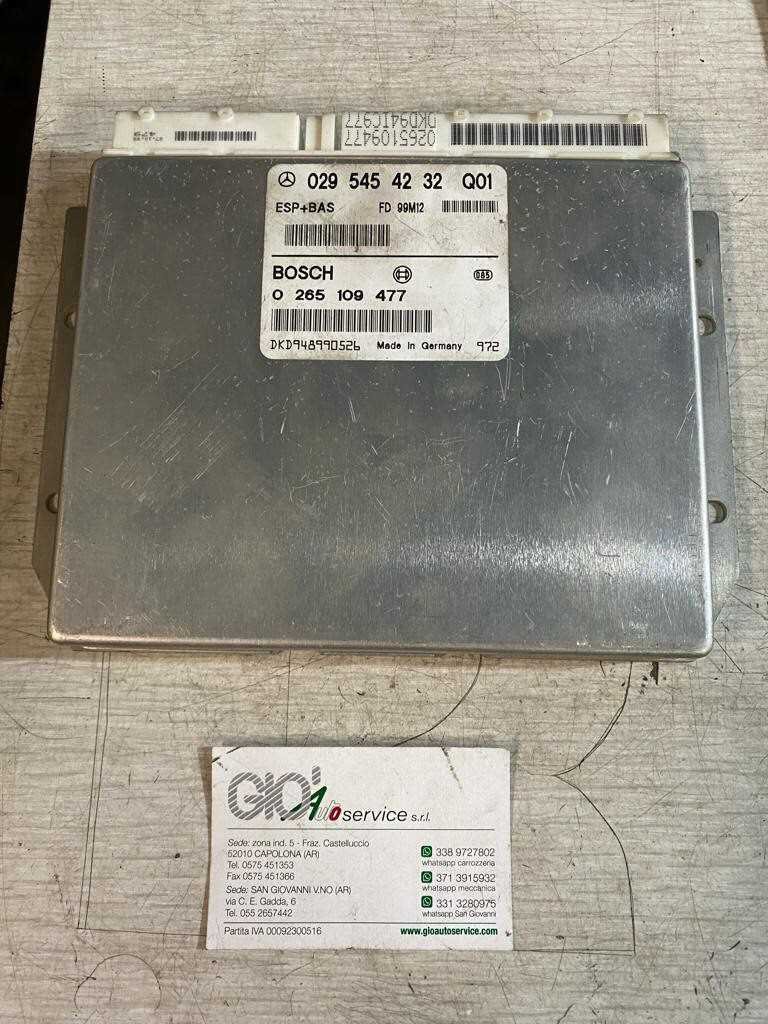 0265109477
DKD94IC977
029 545 42 32 Q01
ESP+BAS FD 99M12
BOSCH 085
0 265 109 477
DKD948990526 Made in Germany 972
GIO' Auto service s.r.l.
Sede: zona ind. 5 - Fraz. Castelluccio
52010 CAPOLONA (AR)
Tel. 0575 451353
Fax 0575 451366
Sede: SAN GIOVANNI V.NO (AR)
via C. E. Gadda, 6
Tel. 055 2657442
Partita IVA 00092300516
338 9727802
whatsapp carrozzeria
371 3915932
whatsapp meccanica
331 3280975
whatsapp San Giovanni
www.gioautoservice.com